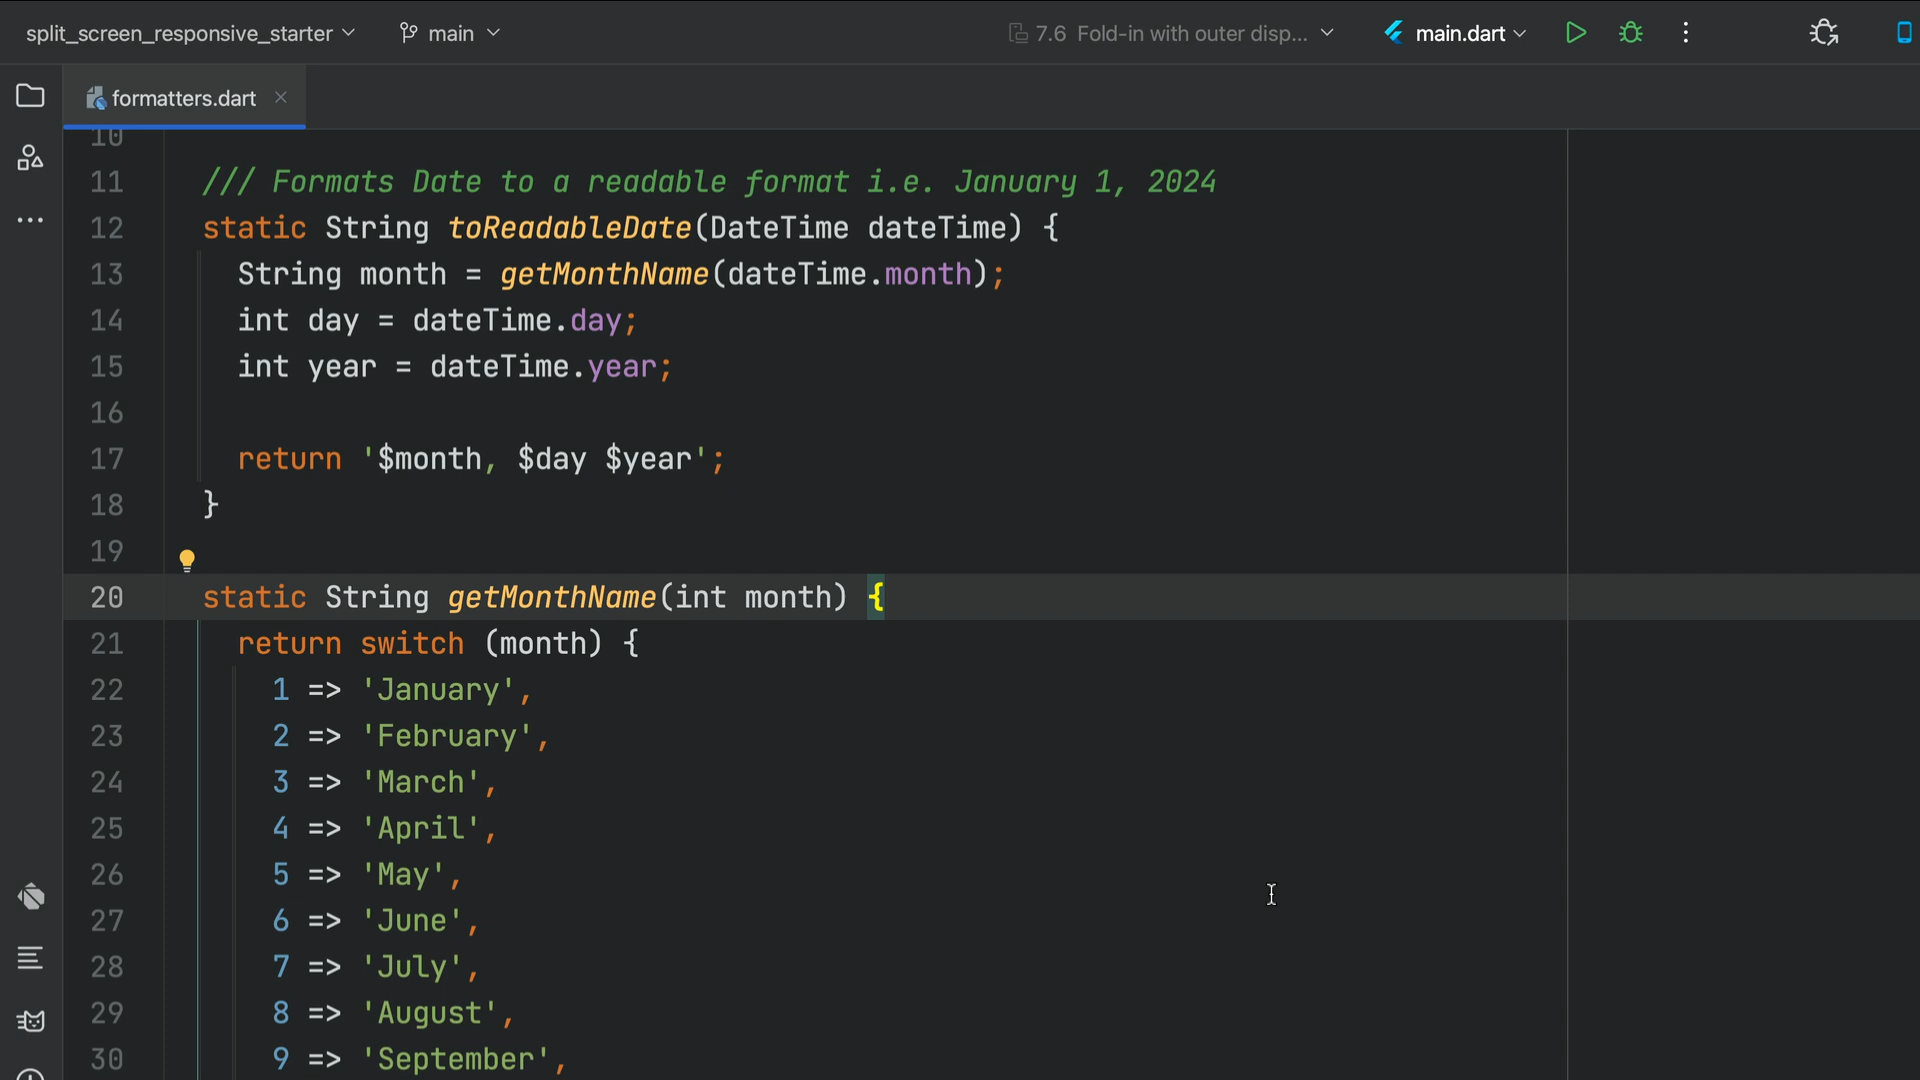 split_screen_responsive_starter
main
7.6 Fold-in with outer disp...
main.dart
formatters.dart
10
11 /// Formats Date to a readable format i.e. January 1, 2024
12 static String toReadableDate(DateTime dateTime) {
13 String month = getMonthName(dateTime.month);
14 int day = dateTime.day;
15 int year = dateTime.year;
16
17 return '$month, $day $year';
18 }
19
20 static String getMonthName(int month) {
21 return switch (month) {
22 1 => 'January',
23 2 => 'February',
24 3 => 'March',
25 4 => 'April',
26 5 => 'May',
27 6 => 'June',
28 7 => 'July',
29 8 => 'August',
30 9 => 'September',